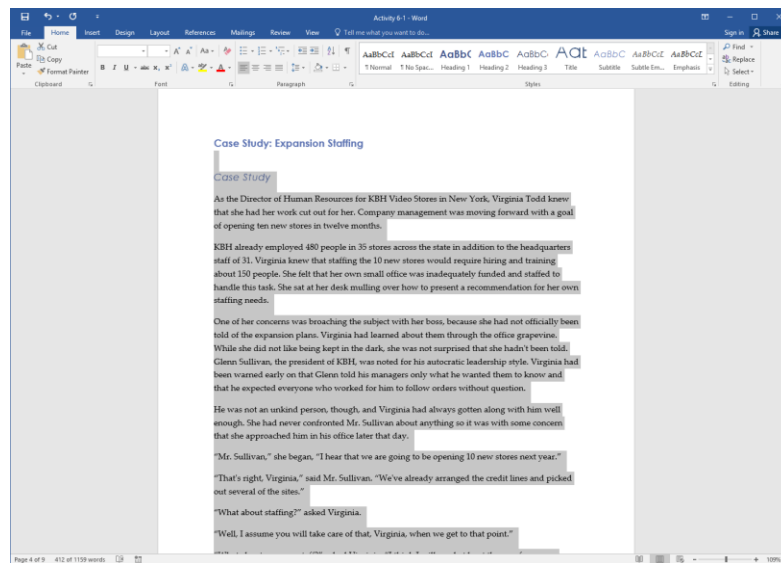 Activity 6-1 - Word
File Home Insert Design Layout References Mailings Review View Tell me what you want to do... Sign in Share
Cut
Copy
Format Painter
Paste
B I U abc x₂ x² A A Aa A A
AaBbCcI AaBbCcI AaBbC AaBbC AaBbC AaC AaBbC AaBbCcL AaBbCcL
¶ Normal ¶ No Spac... Heading 1 Heading 2 Heading 3 Title Subtitle Subtle Em... Emphasis
Find
Replace
Select
Clipboard Font Paragraph Styles Editing
Case Study: Expansion Staffing
Case Study
As the Director of Human Resources for KBH Video Stores in New York, Virginia Todd knew
that she had her work cut out for her. Company management was moving forward with a goal
of opening ten new stores in twelve months.
KBH already employed 480 people in 35 stores across the state in addition to the headquarters
staff of 31. Virginia knew that staffing the 10 new stores would require hiring and training
about 150 people. She felt that her own small office was inadequately funded and staffed to
handle this task. She sat at her desk mulling over how to present a recommendation for her own
staffing needs.
One of her concerns was broaching the subject with her boss, because she had not officially been
told of the expansion plans. Virginia had learned about them through the office grapevine.
While she did not like being kept in the dark, she was not surprised that she hadn't been told.
Glenn Sullivan, the president of KBH, was noted for his autocratic leadership style. Virginia had
been warned early on that Glenn told his managers only what he wanted them to know and
that he expected everyone who worked for him to follow orders without question.
He was not an unkind person, though, and Virginia had always gotten along with him well
enough. She had never confronted Mr. Sullivan about anything so it was with some concern
that she approached him in his office later that day.
"Mr. Sullivan," she began, "I hear that we are going to be opening 10 new stores next year."
"That's right, Virginia," said Mr. Sullivan. "We've already arranged the credit lines and picked
out several of the sites."
"What about staffing?" asked Virginia.
"Well, I assume you will take care of that, Virginia, when we get to that point."
Page 4 of 9 412 of 1159 words 109%